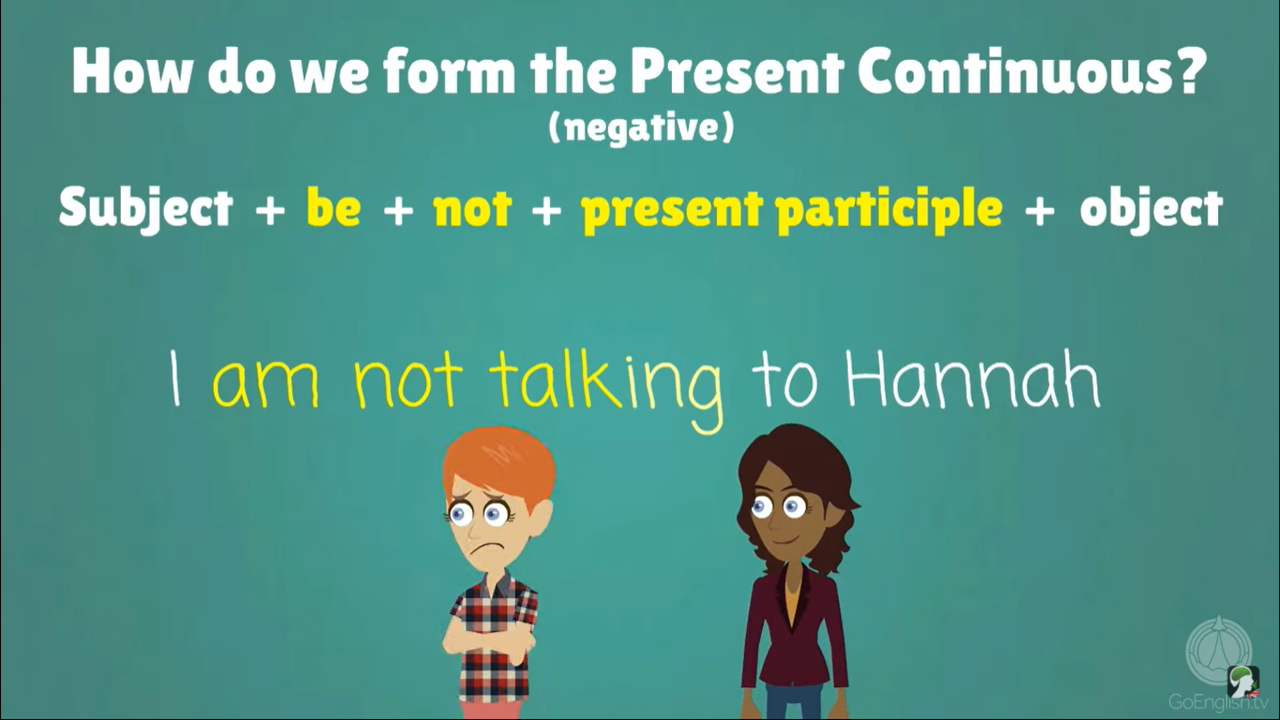 How do we form the Present Continuous?
(negative)
Subject + be + not + present participle + object
I am not talking to Hannah
GoEnglish.tv